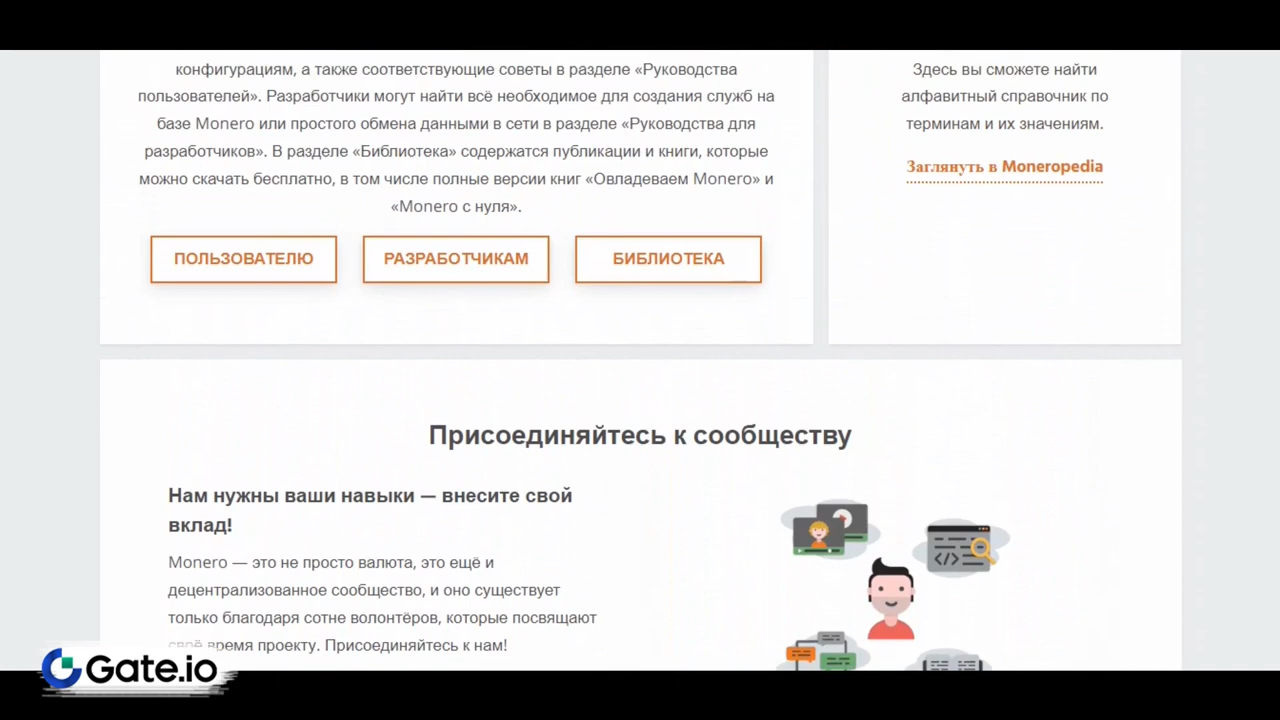 конфигурациям, а также соответствующие советы в разделе «Руководства
пользователей». Разработчики могут найти всё необходимое для создания служб на
базе Monero или простого обмена данными в сети в разделе «Руководства для
разработчиков». В разделе «Библиотека» содержатся публикации и книги, которые
можно скачать бесплатно, в том числе полные версии книг «Овладеваем Monero» и
«Monero с нуля».
ПОЛЬЗОВАТЕЛЮ
РАЗРАБОТЧИКАМ
БИБЛИОТЕКА
Здесь вы сможете найти
алфавитный справочник по
терминам и их значениям.
Заглянуть в Moneropedia
Присоединяйтесь к сообществу
Нам нужны ваши навыки — внесите свой
вклад!
Monero — это не просто валюта, это ещё и
децентрализованное сообщество, и оно существует
только благодаря сотне волонтёров, которые посвящают
своё время проекту. Присоединяйтесь к нам!
Gate.io